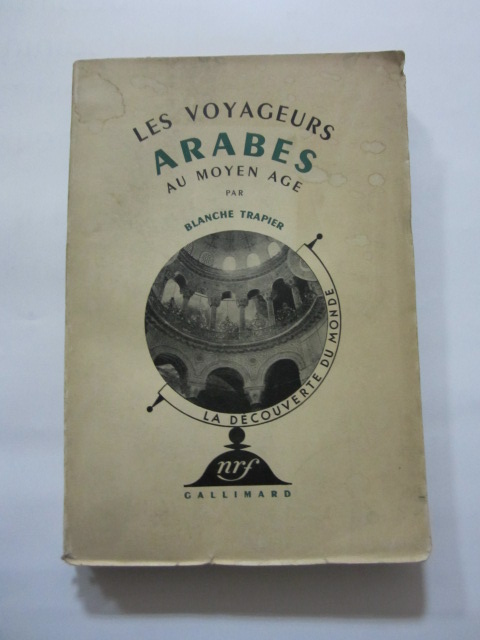 LES VOYAGEURS
ARABES
AU MOYEN AGE
PAR
BLANCHE TRAPIER
LA DÉCOUVERTE DU MONDE
nrf
GALLIMARD